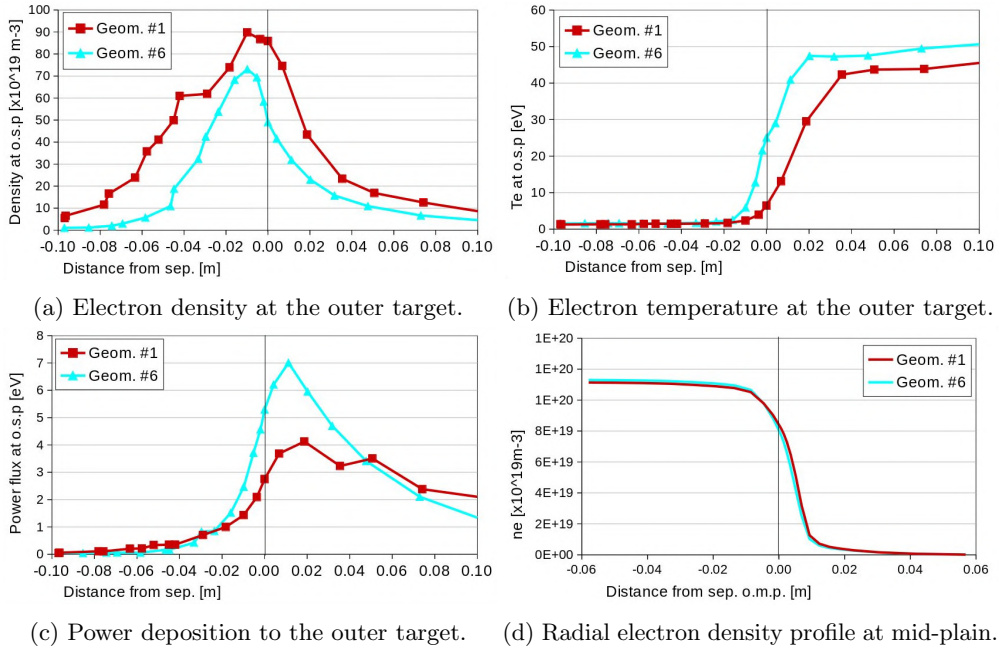 100
90
80
70
60
50
40
30
20
10
0
Density at o.s.p [x10^19 m-3]
Geom. #1
Geom. #6
-0.10 -0.08 -0.06 -0.04 -0.02 0.00 0.02 0.04 0.06 0.08 0.10
Distance from sep. [m]
(a) Electron density at the outer target.
60
50
40
30
20
10
0
Te at o.s.p [eV]
Geom. #1
Geom. #6
-0.10 -0.08 -0.06 -0.04 -0.02 0.00 0.02 0.04 0.06 0.08 0.10
Distance from sep. [m]
(b) Electron temperature at the outer target.
8
7
6
5
4
3
2
1
0
Power flux at o.s.p [eV]
Geom. #1
Geom. #6
-0.10 -0.08 -0.06 -0.04 -0.02 0.00 0.02 0.04 0.06 0.08 0.10
Distance from sep. [m]
(c) Power deposition to the outer target.
1E+20
1E+20
1E+20
8E+19
6E+19
4E+19
2E+19
0E+00
ne [x10^19m-3]
Geom. #1
Geom. #6
-0.06 -0.04 -0.02 0.00 0.02 0.04 0.06
Distance from sep. o.m.p. [m]
(d) Radial electron density profile at mid-plain.